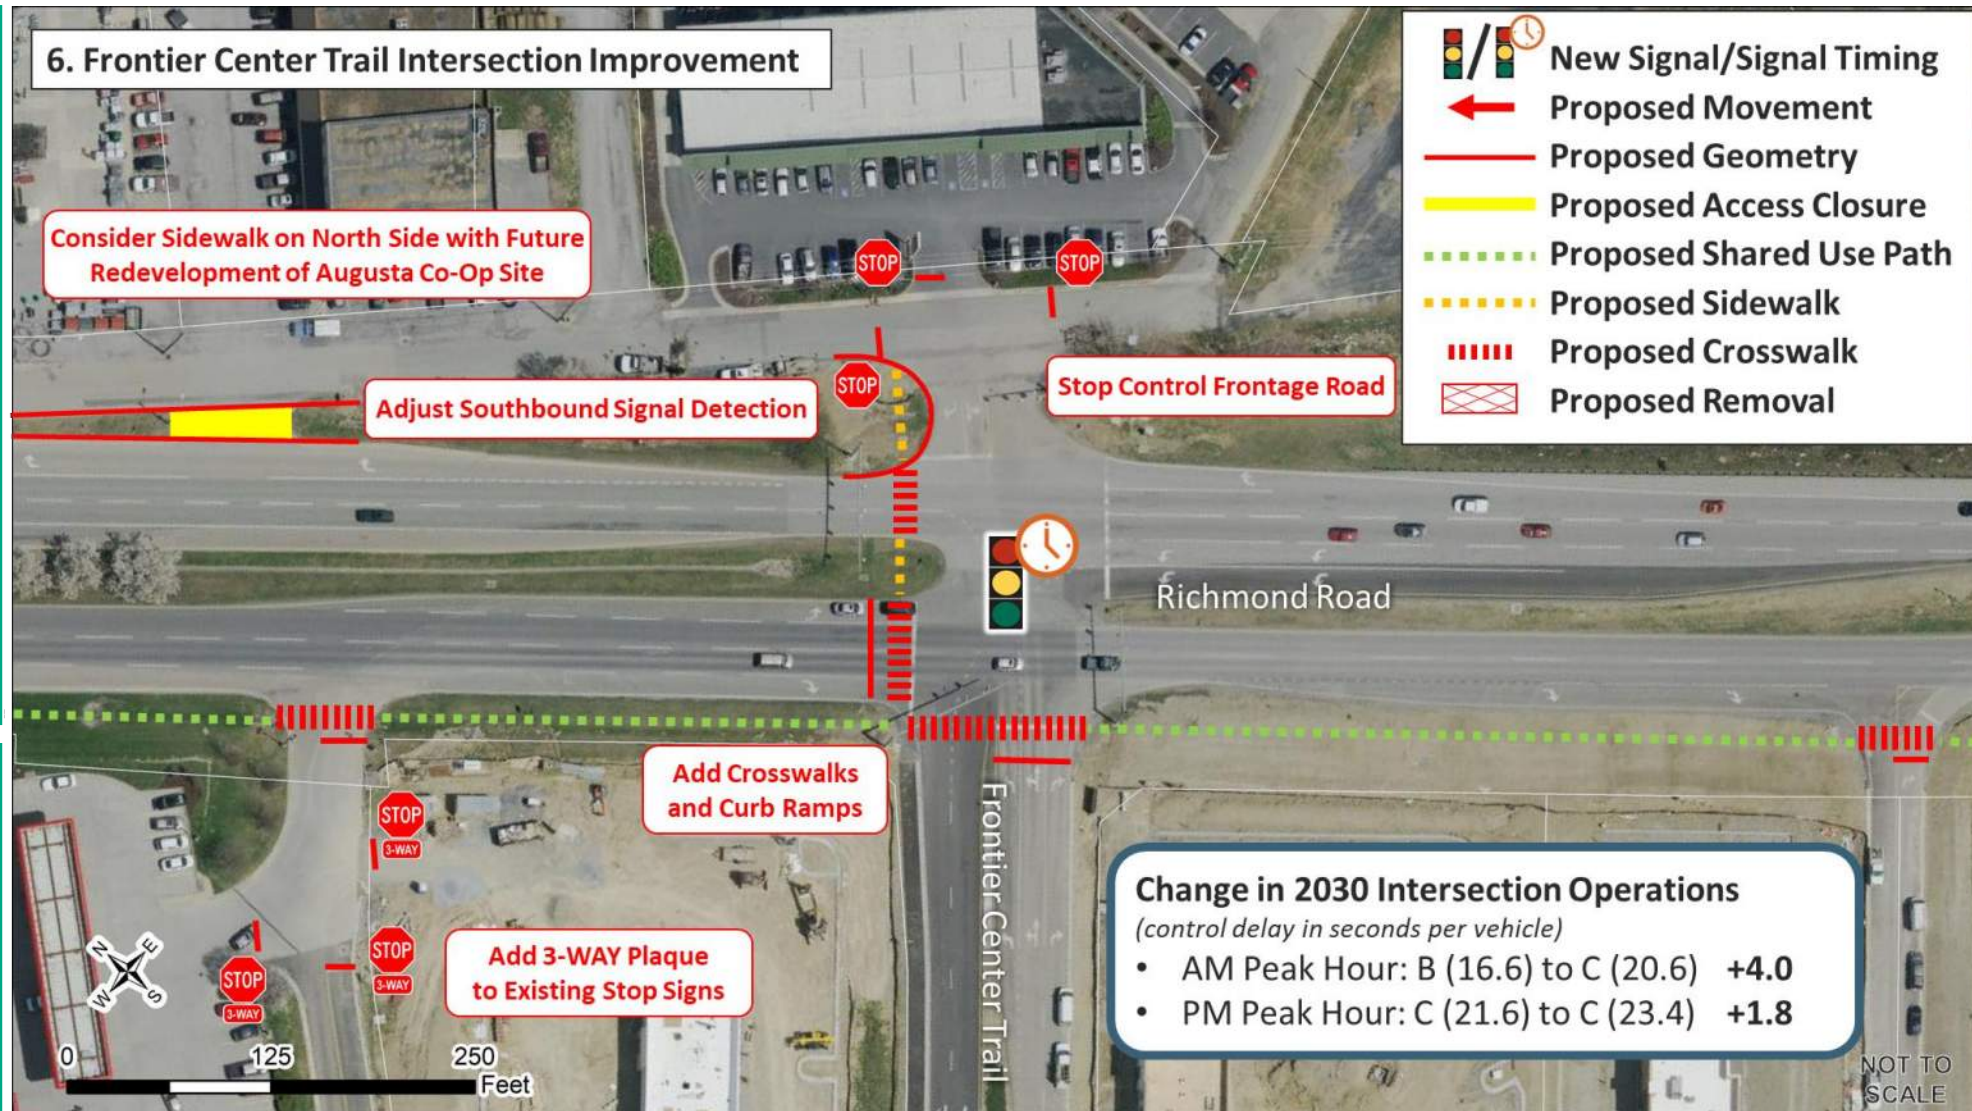 6. Frontier Center Trail Intersection Improvement
New Signal/Signal Timing
Proposed Movement
Proposed Geometry
Proposed Access Closure
Proposed Shared Use Path
Proposed Sidewalk
Proposed Crosswalk
Proposed Removal
Consider Sidewalk on North Side with Future
Redevelopment of Augusta Co-Op Site
STOP
STOP
STOP
Stop Control Frontage Road
Adjust Southbound Signal Detection
Richmond Road
Add Crosswalks
and Curb Ramps
Frontier Center Trail
STOP
3-WAY
STOP
3-WAY
STOP
3-WAY
Add 3-WAY Plaque
to Existing Stop Signs
Change in 2030 Intersection Operations
(control delay in seconds per vehicle)
• AM Peak Hour: B (16.6) to C (20.6) +4.0
• PM Peak Hour: C (21.6) to C (23.4) +1.8
N
E
W
S
0 125 250
Feet
NOT TO
SCALE